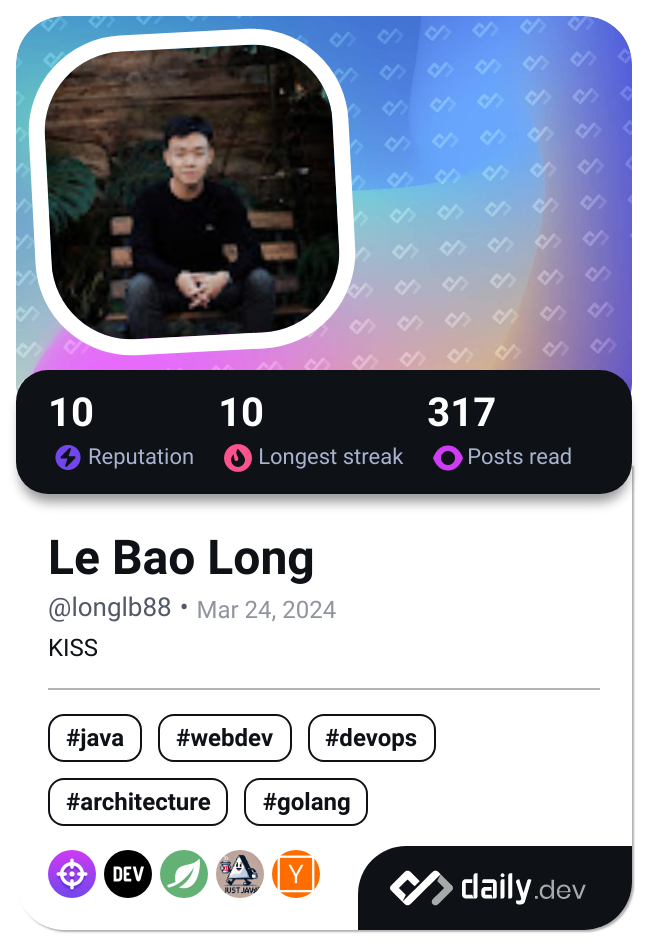 10 10 317
Reputation Longest streak Posts read
Le Bao Long
@longlb88 • Mar 24, 2024
KISS
#java #webdev #devops
#architecture #golang
DEV JUST JAVA Y
daily.dev